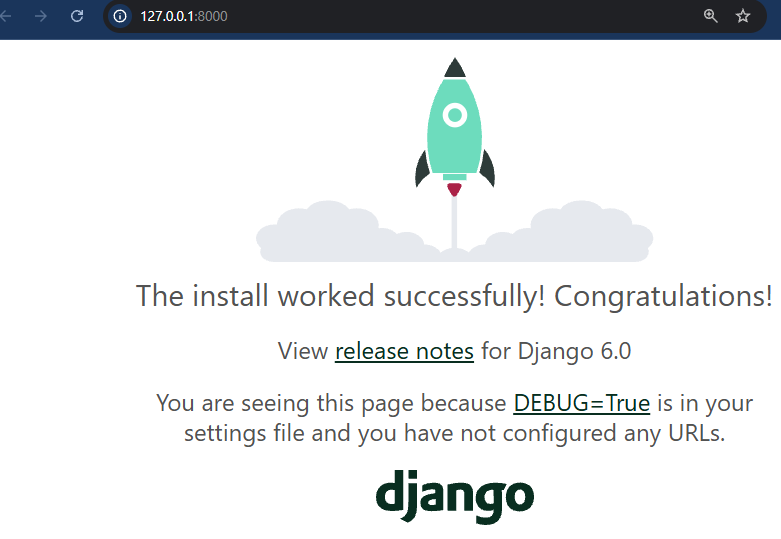 127.0.0.1:8000
The install worked successfully! Congratulations!
View release notes for Django 6.0
You are seeing this page because DEBUG=True is in your
settings file and you have not configured any URLs.
django